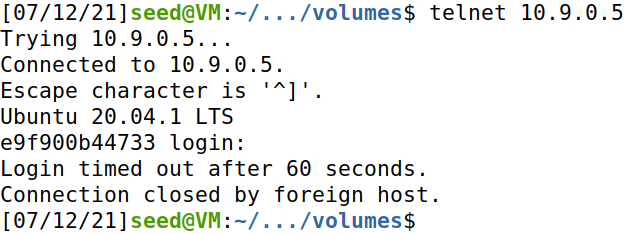 [07/12/21]seed@VM:~/.../volumes$ telnet 10.9.0.5
Trying 10.9.0.5...
Connected to 10.9.0.5.
Escape character is '^]'.
Ubuntu 20.04.1 LTS
e9f900b44733 login:
Login timed out after 60 seconds.
Connection closed by foreign host.
[07/12/21]seed@VM:~/.../volumes$